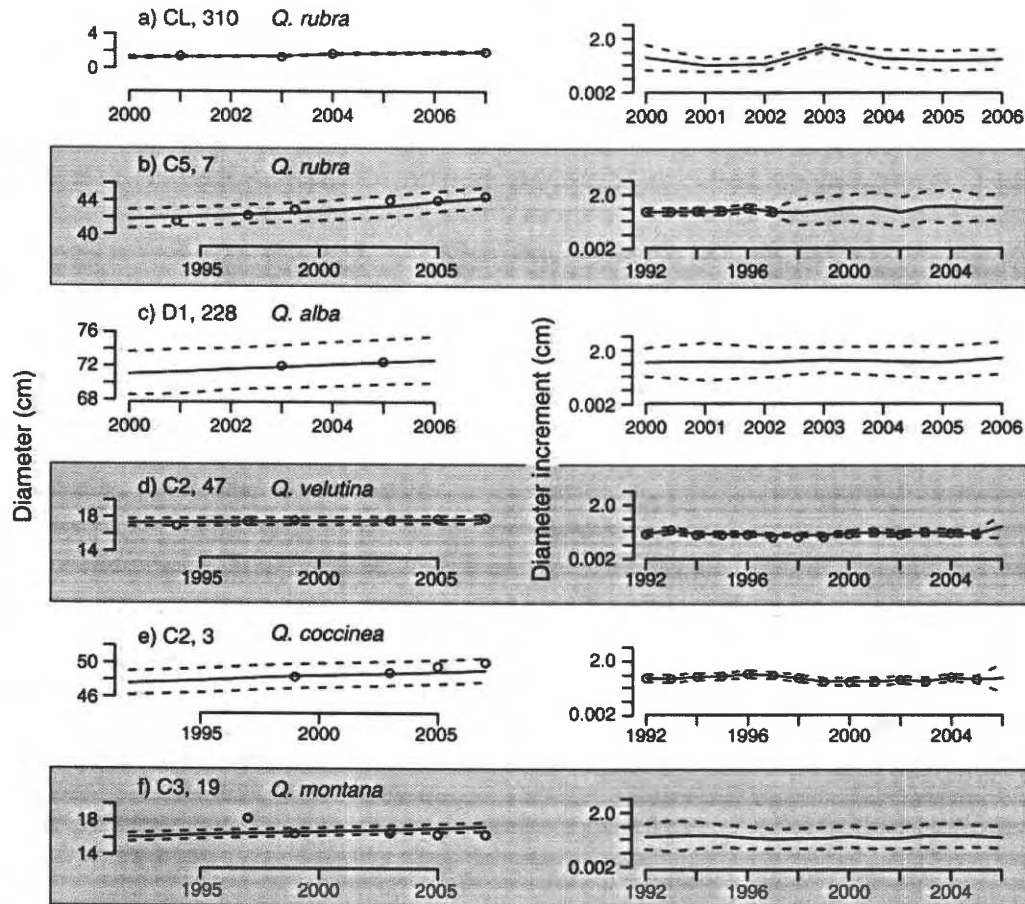 a) CL, 310 Q. rubra
4
0
2000 2002 2004 2006
2.0
0.002
2000 2001 2002 2003 2004 2005 2006
b) C5, 7 Q. rubra
44
40
1995 2000 2005
2.0
0.002
1992 1996 2000 2004
c) D1, 228 Q. alba
76
72
68
2000 2002 2004 2006
2.0
0.002
2000 2001 2002 2003 2004 2005 2006
d) C2, 47 Q. velutina
18
14
1995 2000 2005
2.0
0.002
1992 1996 2000 2004
e) C2, 3 Q. coccinea
50
46
1995 2000 2005
2.0
0.002
1992 2000 2004
f) C3, 19 Q. montana
18
14
1995 2000 2005
2.0
0.002
1992 1996 2000 2004
Diameter (cm)
Diameter increment (cm)